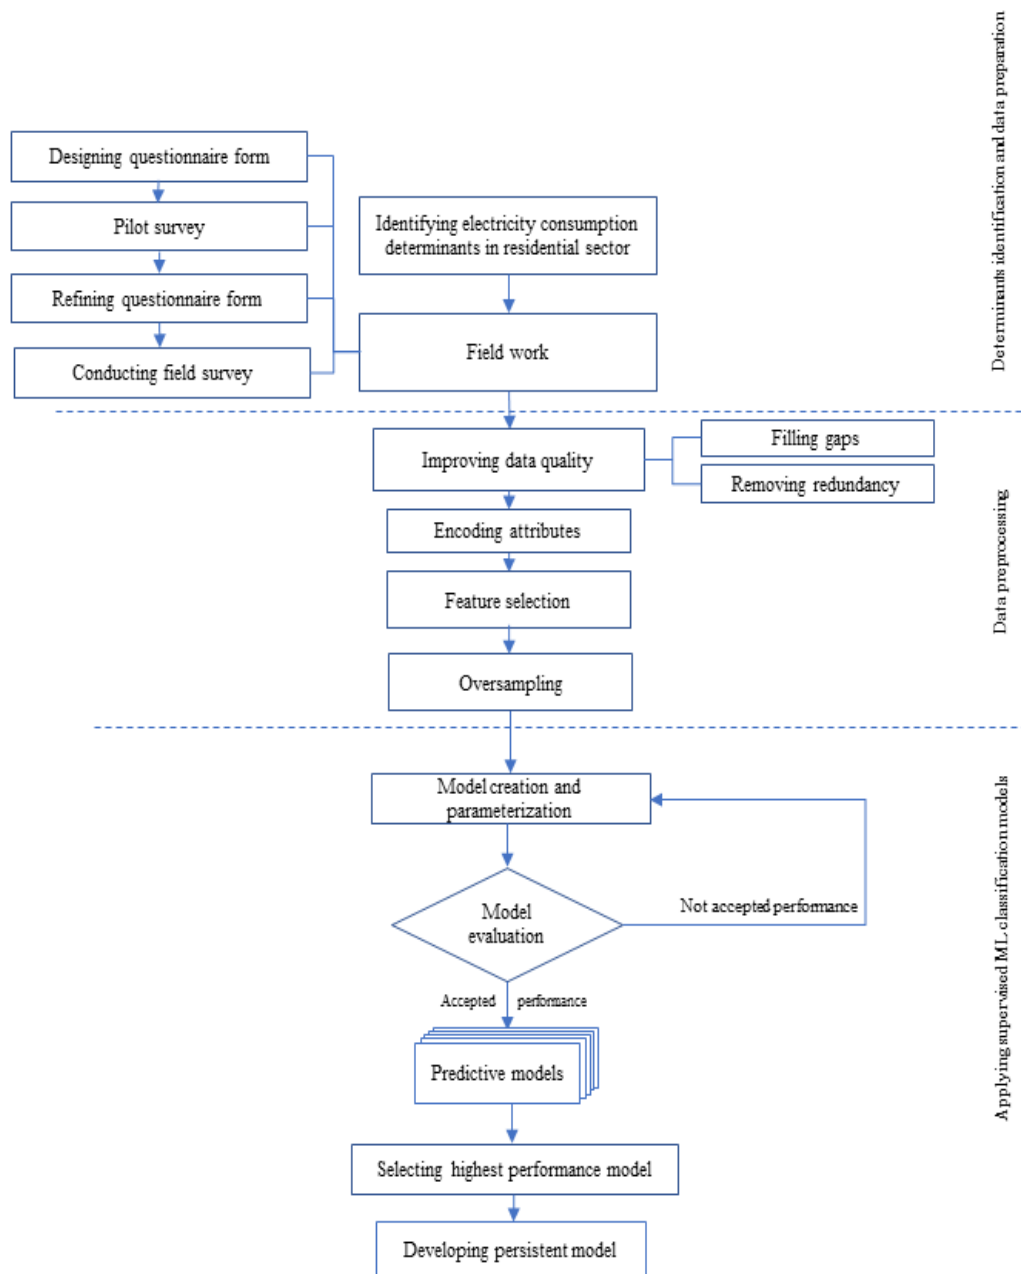 Determinants identification and data preparation
Designing questionnaire form
Pilot survey
Refining questionnaire form
Conducting field survey
Identifying electricity consumption
determinants in residential sector
Field work
Improving data quality
Filling gaps
Removing redundancy
Encoding attributes
Feature selection
Oversampling
Data preprocessing
Model creation and
parameterization
Model
evaluation
Not accepted performance
Accepted performance
Predictive models
Selecting highest performance model
Developing persistent model
Applying supervised ML classification models